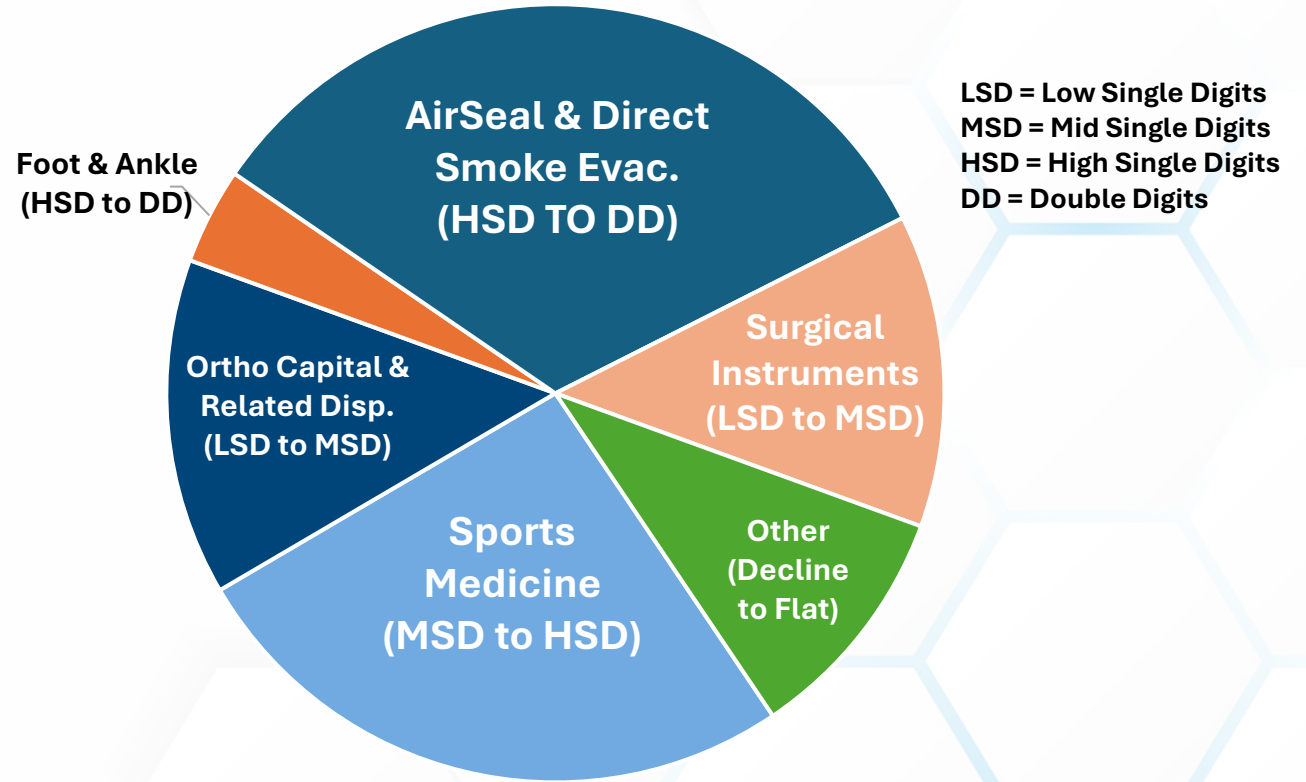 AirSeal & Direct
Smoke Evac.
(HSD TO DD)
LSD = Low Single Digits
MSD = Mid Single Digits
HSD = High Single Digits
DD = Double Digits
Foot & Ankle
(HSD to DD)
Surgical
Instruments
(LSD to MSD)
Ortho Capital &
Related Disp.
(LSD to MSD)
Other
(Decline
to Flat)
Sports
Medicine
(MSD to HSD)